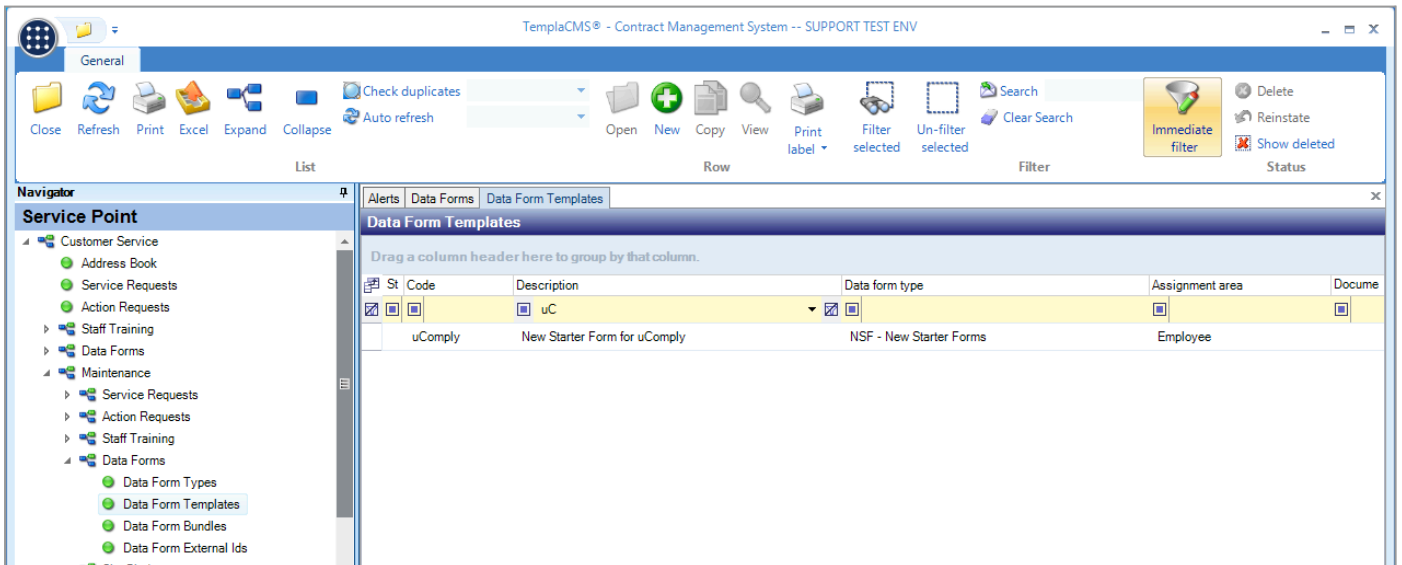 TemplaCMS® - Contract Management System -- SUPPORT TEST ENV
General
Close Refresh Print Excel Expand Collapse
Check duplicates
Auto refresh
List
Open New Copy View Print label
Row
Filter selected Un-filter selected
Search
Clear Search
Immediate filter
Filter
Delete
Reinstate
Show deleted
Status
Navigator
Service Point
Customer Service
Address Book
Service Requests
Action Requests
Staff Training
Data Forms
Maintenance
Service Requests
Action Requests
Staff Training
Data Forms
Data Form Types
Data Form Templates
Data Form Bundles
Data Form External Ids
Alerts Data Forms Data Form Templates
Data Form Templates
Drag a column header here to group by that column.
St Code Description Data form type Assignment area Docume
uC
uComply New Starter Form for uComply NSF - New Starter Forms Employee